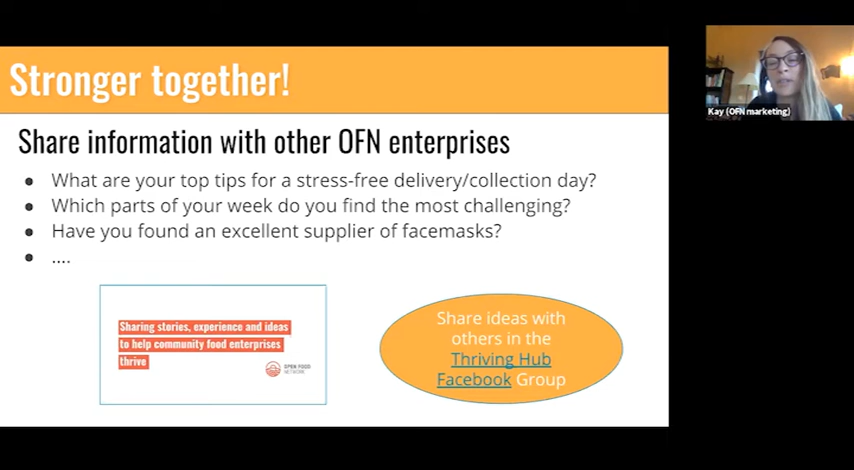 Stronger together!
Kay (OFN marketing)
Share information with other OFN enterprises
● What are your top tips for a stress-free delivery/collection day?
● Which parts of your week do you find the most challenging?
● Have you found an excellent supplier of facemasks?
● ....
Sharing stories, experience and ideas
to help community food enterprises
thrive
OPEN FOOD
NETWORK
Share ideas with
others in the
Thriving Hub
Facebook Group